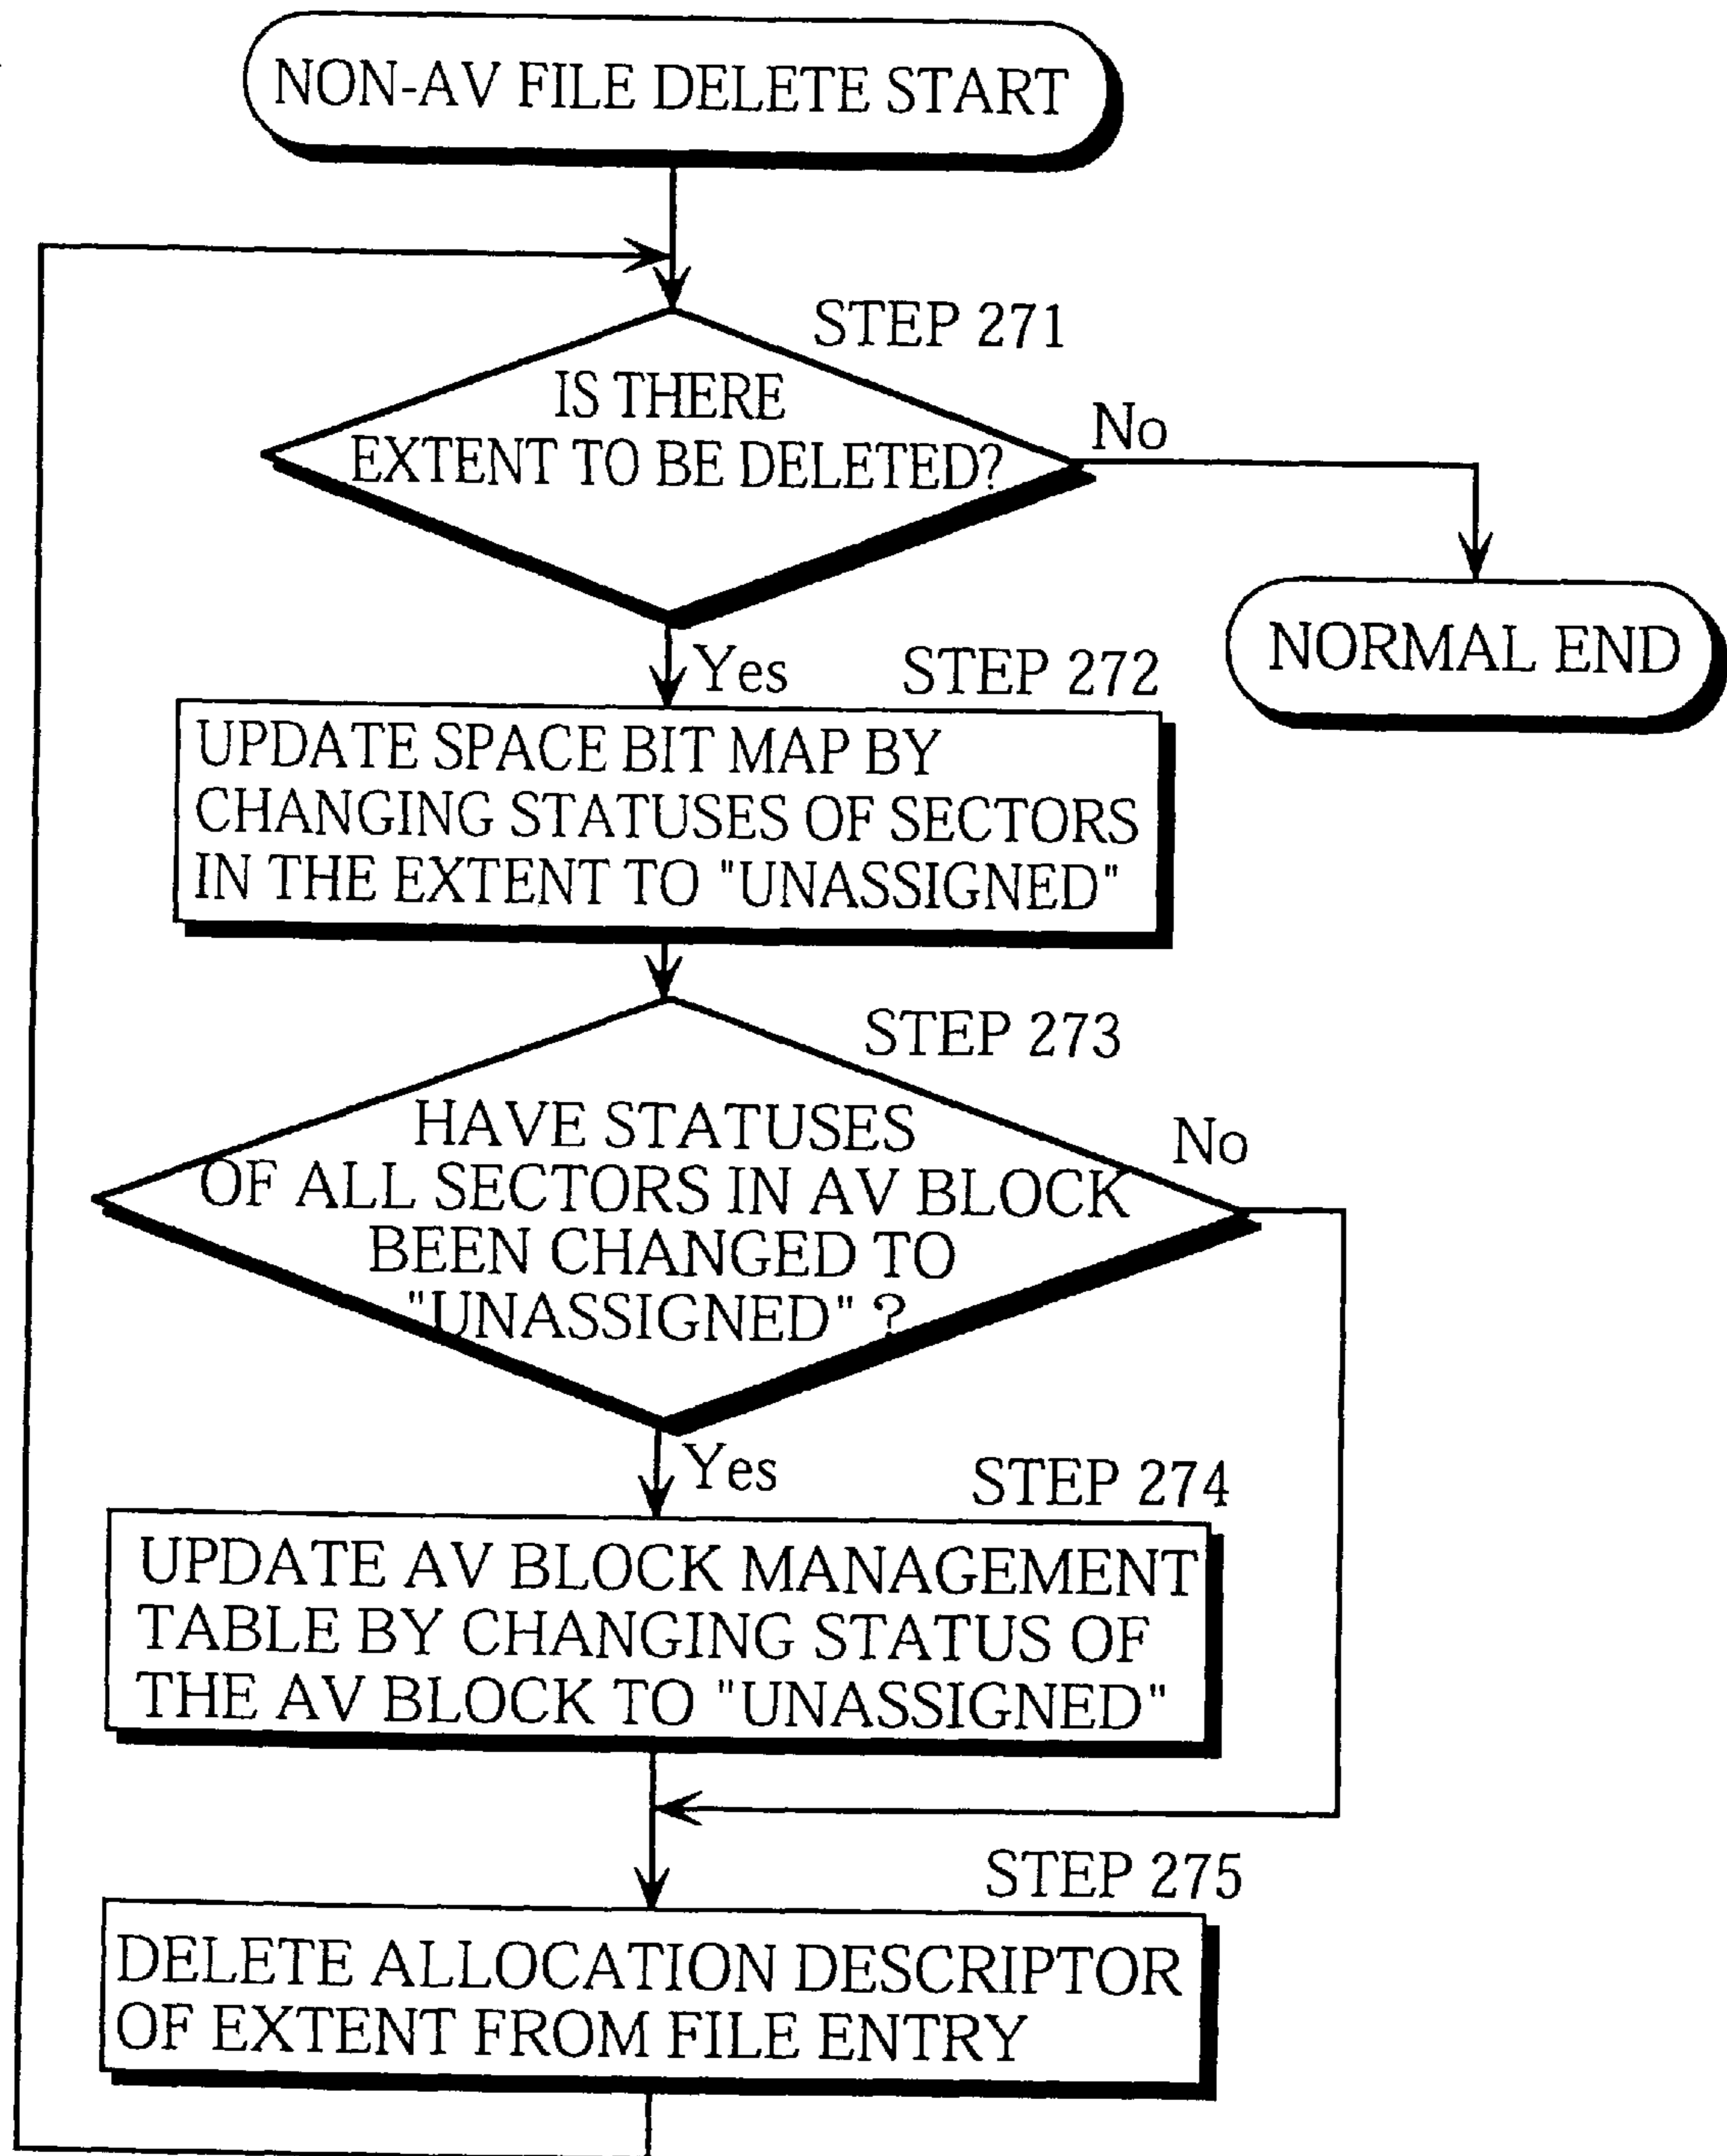 NON-AV FILE DELETE START
STEP 271
IS THERE
EXTENT TO BE DELETED?
No
NORMAL END
Yes
STEP 272
UPDATE SPACE BIT MAP BY
CHANGING STATUSES OF SECTORS
IN THE EXTENT TO "UNASSIGNED"
STEP 273
HAVE STATUSES
OF ALL SECTORS IN AV BLOCK
BEEN CHANGED TO
"UNASSIGNED" ?
No
Yes
STEP 274
UPDATE AV BLOCK MANAGEMENT
TABLE BY CHANGING STATUS OF
THE AV BLOCK TO "UNASSIGNED"
STEP 275
DELETE ALLOCATION DESCRIPTOR
OF EXTENT FROM FILE ENTRY